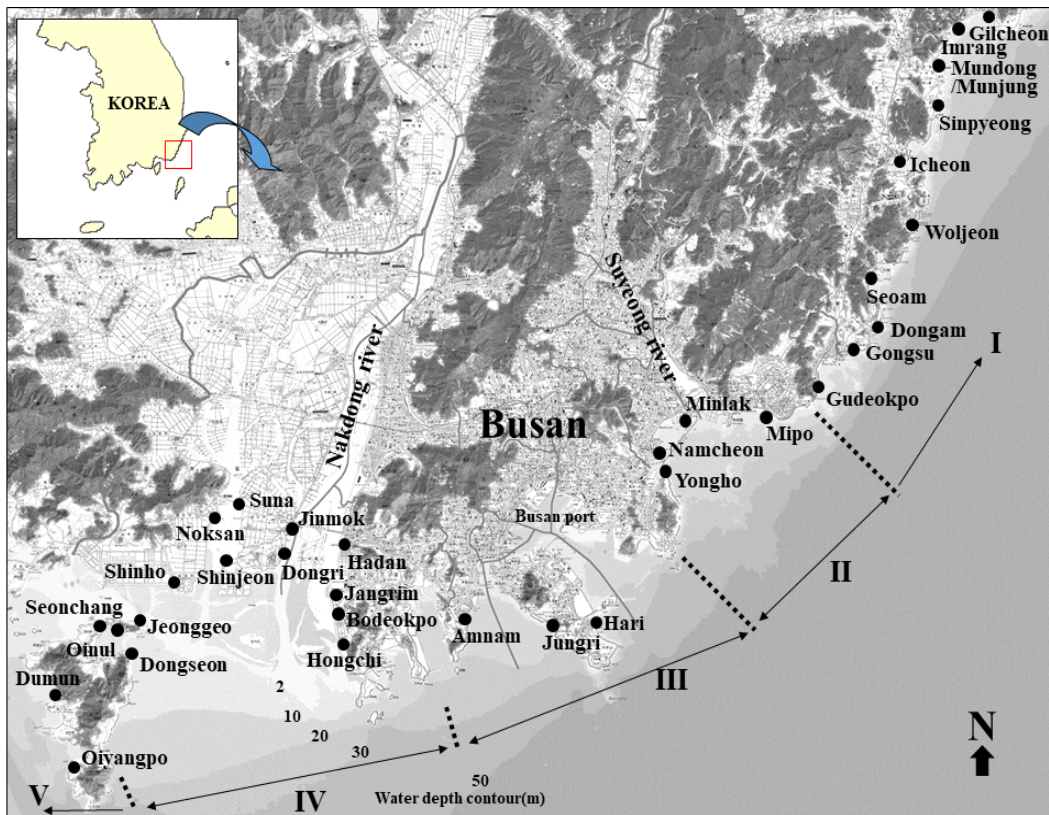 KOREA
Gilcheon
Imrang
Mundong
/Munjung
Sinpyeong
Icheon
Woljeon
Suyeong river
Seoam
Dongam
I
Gongsu
Nakdong river
Gudeokpo
Minlak
Busan
Mipo
Namcheon
Yongho
Suna
Busan port
Jinmok
Noksan
Hadan
Dongri
Shinho
Shinjeon
II
Jangrim
Seonchang
Bodeokpo
Jeonggeo
Amnam
Hari
Jungri
Oinul
Hongchi
Dongseon
Dumun
III
2
10
N
20
30
Oiyangpo
50
V
IV
Water depth contour(m)